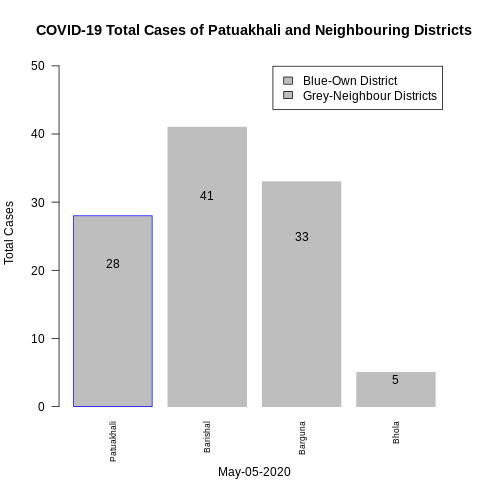 COVID-19 Total Cases of Patuakhali and Neighbouring Districts
Blue-Own District
Grey-Neighbour Districts
Total Cases
50
40
30
20
10
0
28
41
33
5
Patuakhali
Barishal
Barguna
Bhola
May-05-2020